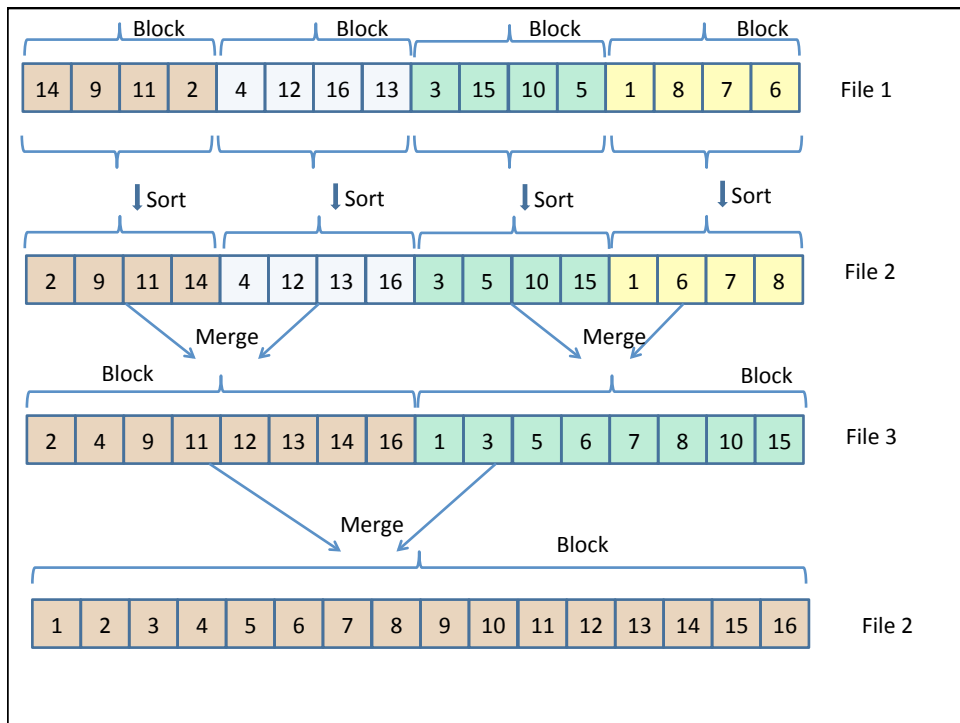 Block Block Block Block
14 9 11 2 4 12 16 13 3 15 10 5 1 8 7 6 File 1
Sort Sort Sort Sort
2 9 11 14 4 12 13 16 3 5 10 15 1 6 7 8 File 2
Merge Merge
Block Block
2 4 9 11 12 13 14 16 1 3 5 6 7 8 10 15 File 3
Merge
Block
1 2 3 4 5 6 7 8 9 10 11 12 13 14 15 16 File 2